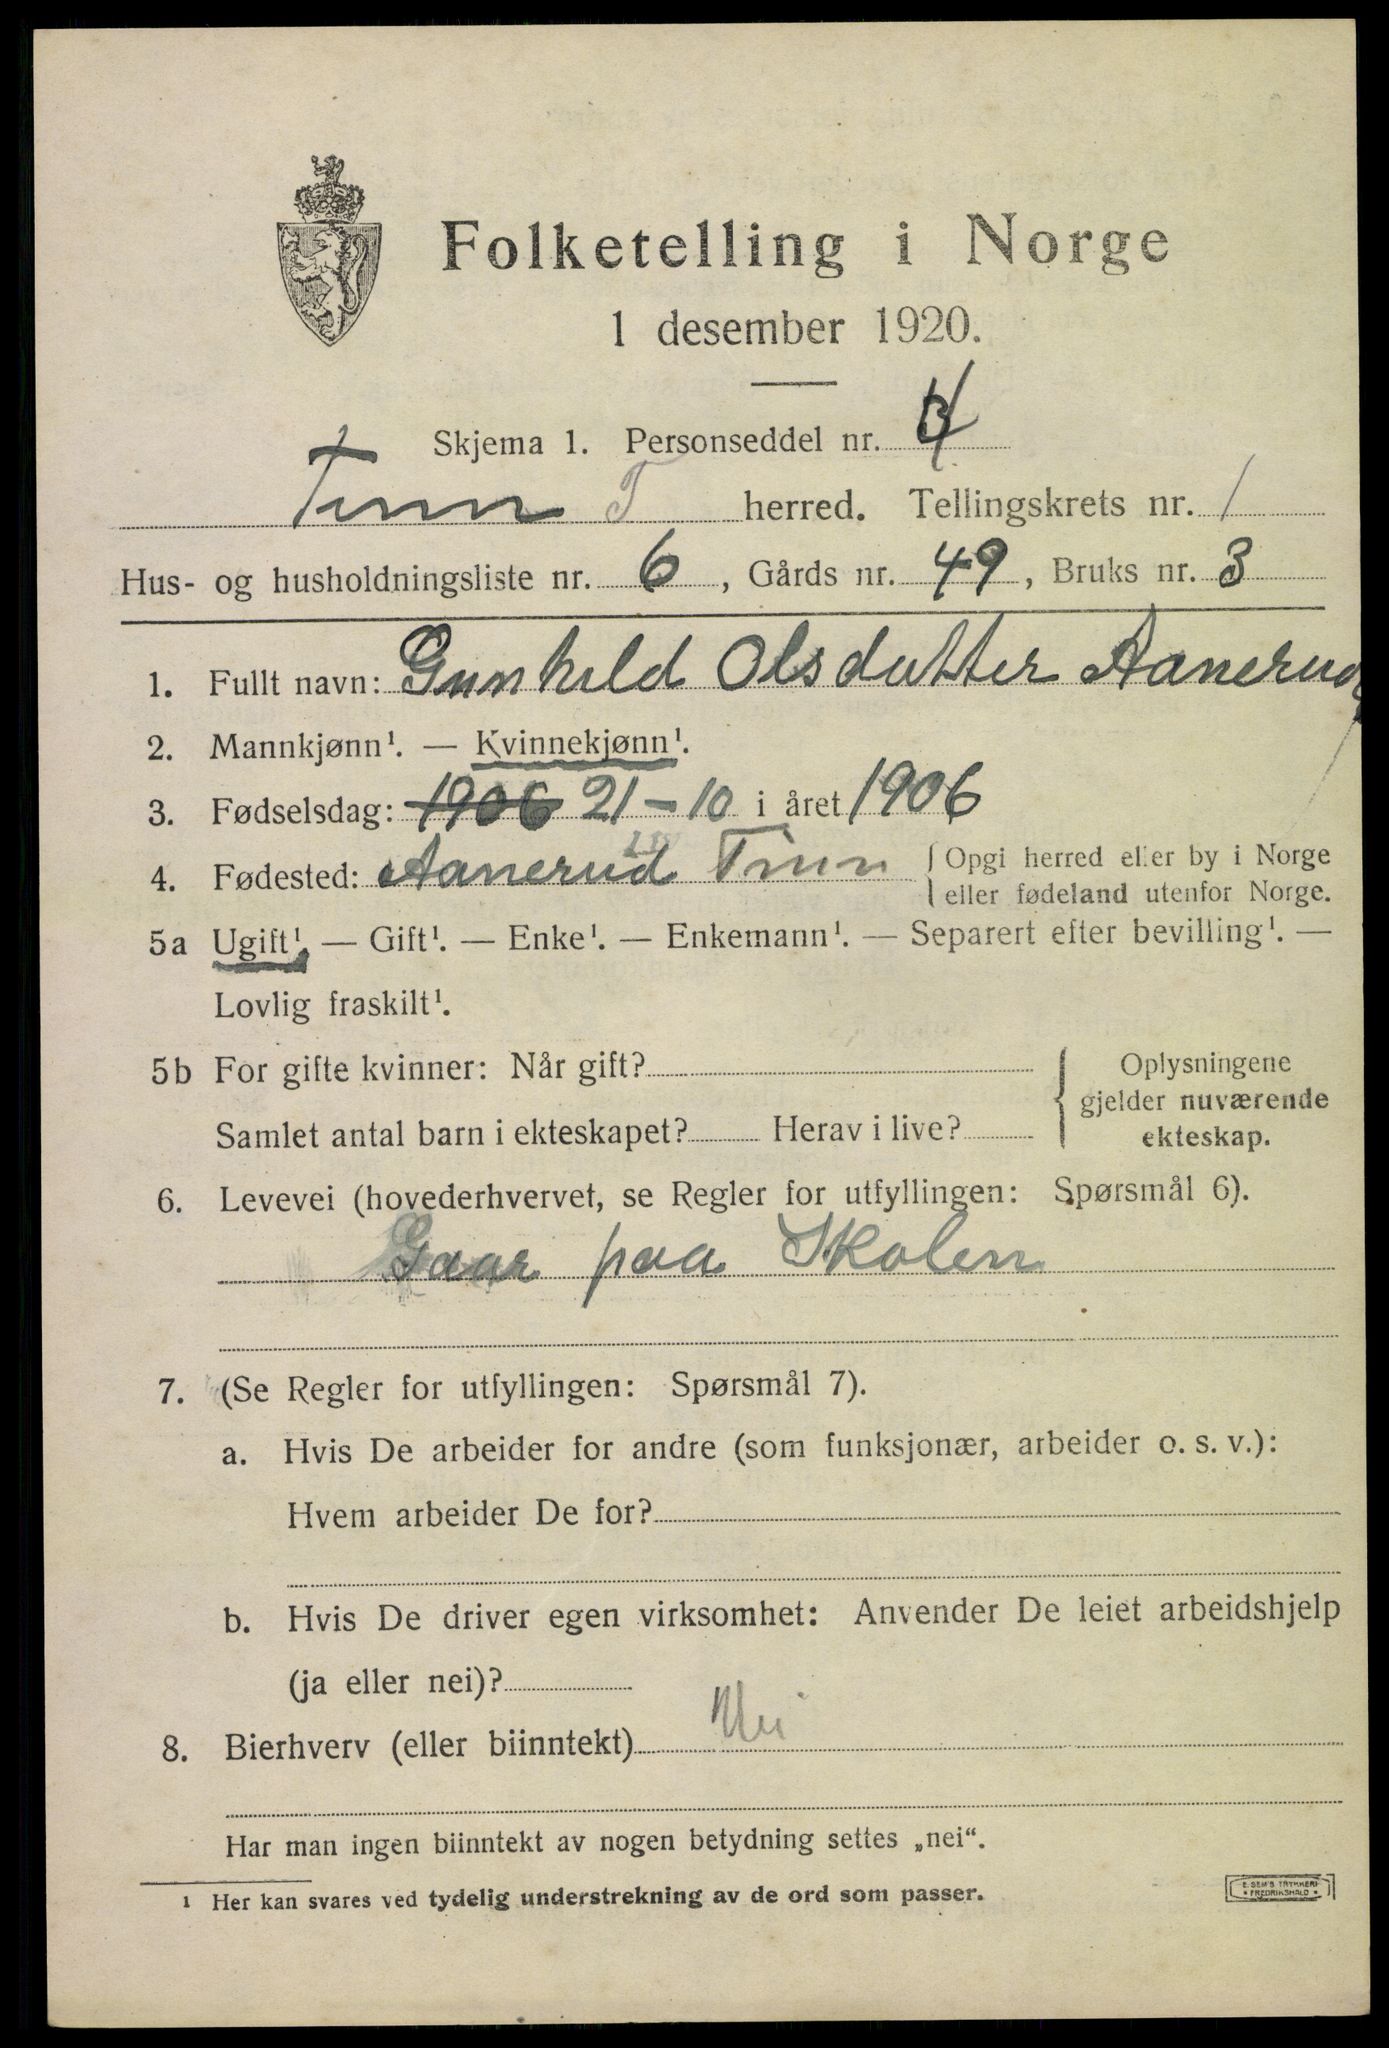 Folketelling i Norge
1 desember 1920.
Skjema 1. Personseddel nr. 4
Tinn T herred. Tellingskrets nr. 1
Hus- og husholdningsliste nr. 6, Gårds nr. 49, Bruks nr. 3
1. Fullt navn: Gunhild Olsdatter Aanerud
2. Mannkjønn¹. — Kvinnekjønn¹.
3. Fødselsdag: 1906 21-10 i året 1906
4. Fødested: Aanerud Tinn { Opgi herred eller by i Norge
eller fødeland utenfor Norge.
5a Ugift¹. — Gift¹. — Enke¹. — Enkemann¹. — Separert efter bevilling¹. —
Lovlig fraskilt¹.
5b For gifte kvinner: Når gift? { Oplysningene
gjelder nuværende
Samlet antal barn i ekteskapet? Herav i live? ekteskap.
6. Levevei (hovederhvervet, se Regler for utfyllingen: Spørsmål 6).
Gaar paa Skolen
7. (Se Regler for utfyllingen: Spørsmål 7).
a. Hvis De arbeider for andre (som funksjonær, arbeider o. s. v.):
Hvem arbeider De for?
b. Hvis De driver egen virksomhet: Anvender De leiet arbeidshjelp
(ja eller nei)?
8. Bierhverv (eller biinntekt) Nei
Har man ingen biinntekt av nogen betydning settes „nei“.
¹ Her kan svares ved tydelig understrekning av de ord som passer.
E. SEM'S TRYKKERI
FREDRIKSHALD